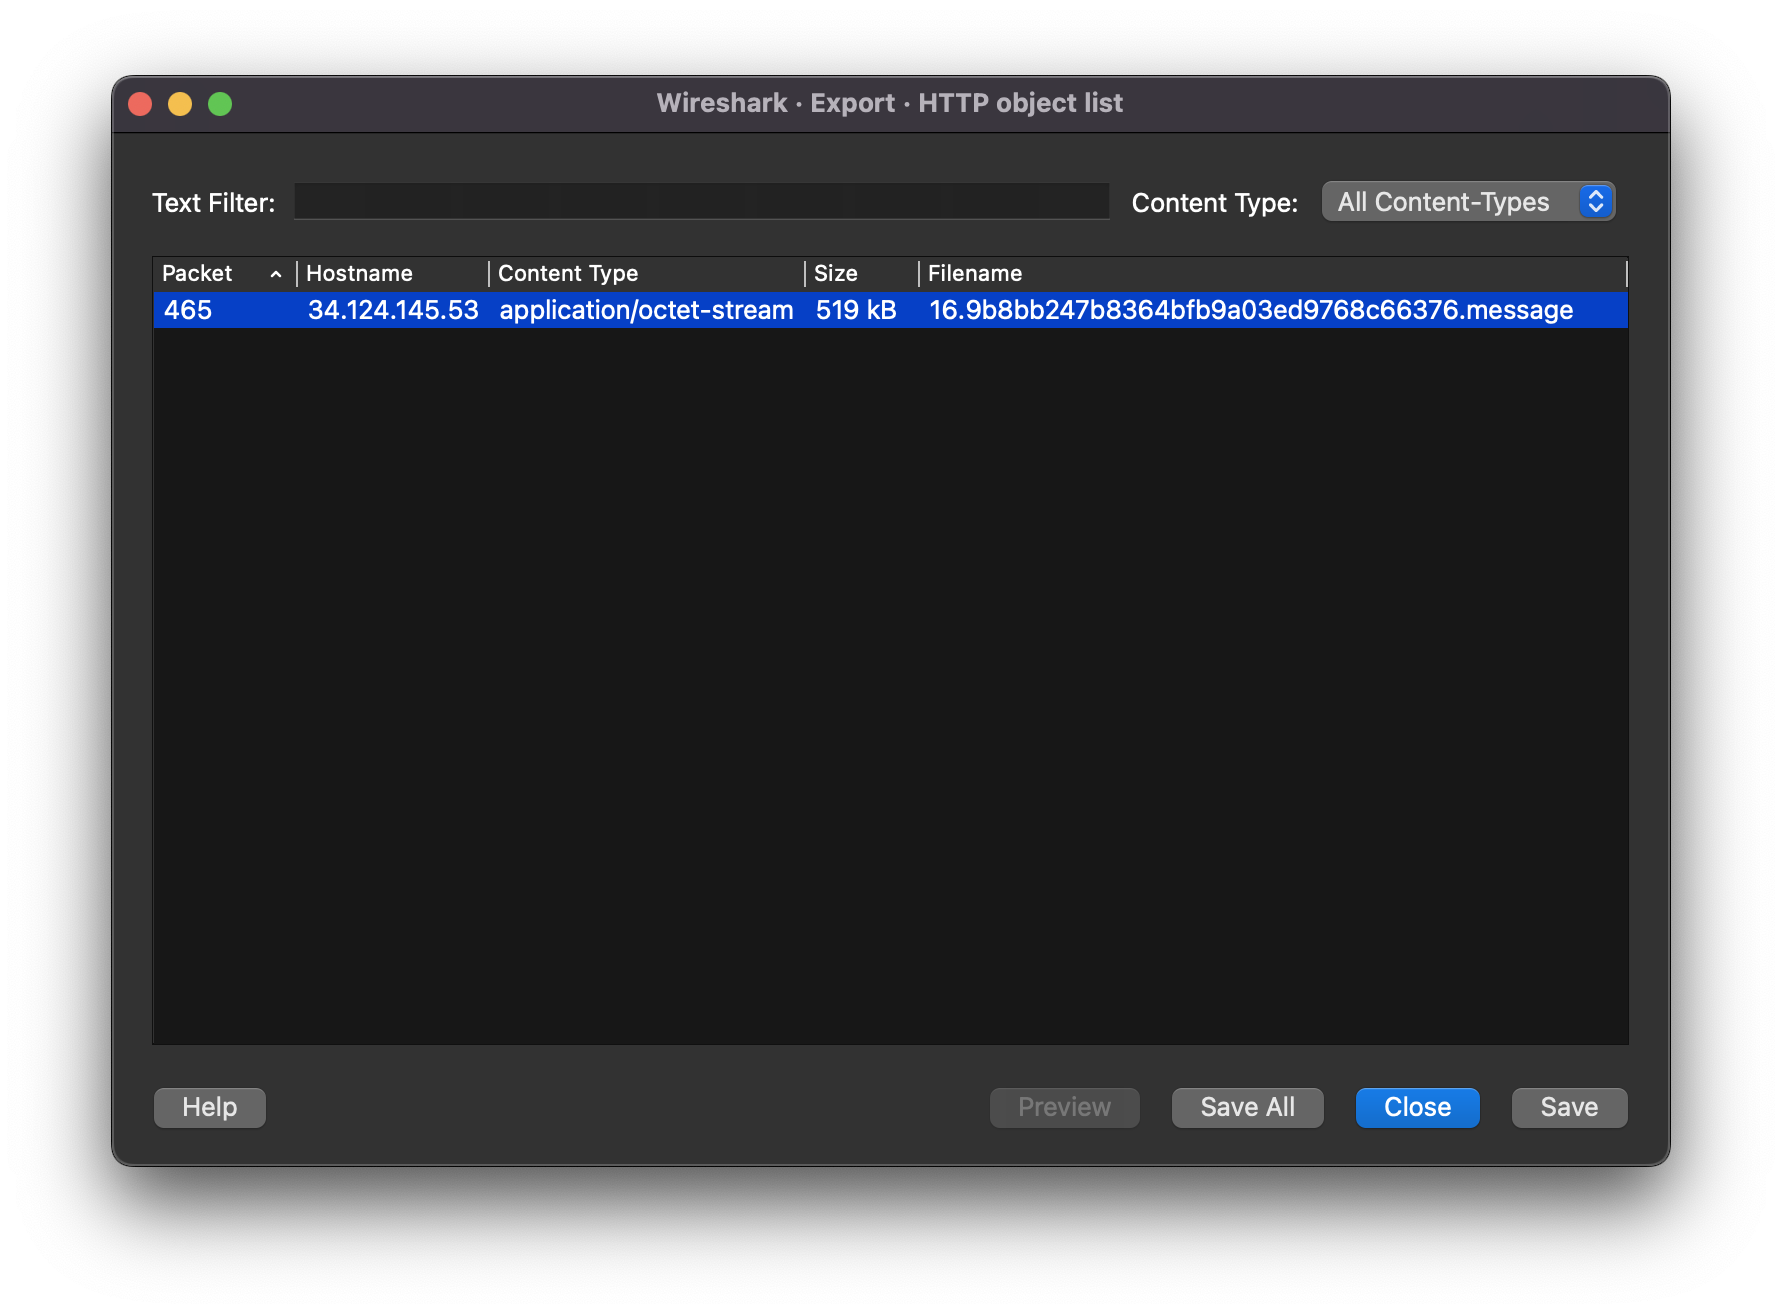 Wireshark · Export · HTTP object list
Text Filter: Content Type: All Content-Types
Packet Hostname Content Type Size Filename
465 34.124.145.53 application/octet-stream 519 kB 16.9b8bb247b8364bfb9a03ed9768c66376.message
Help Preview Save All Close Save